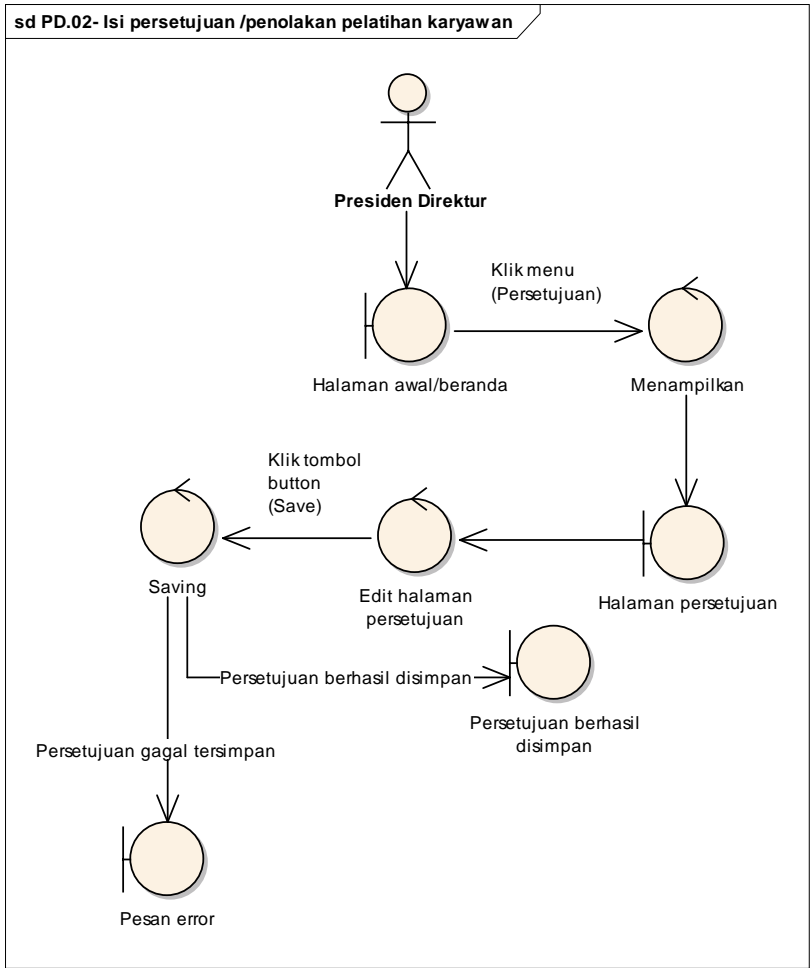 sd PD.02- Isi persetujuan /penolakan pelatihan karyawan
Presiden Direktur
Klik menu
(Persetujuan)
Halaman awal/beranda
Menampilkan
Klik tombol
button
(Save)
Saving
Edit halaman
persetujuan
Halaman persetujuan
Persetujuan berhasil disimpan
Persetujuan berhasil
disimpan
Persetujuan gagal tersimpan
Pesan error